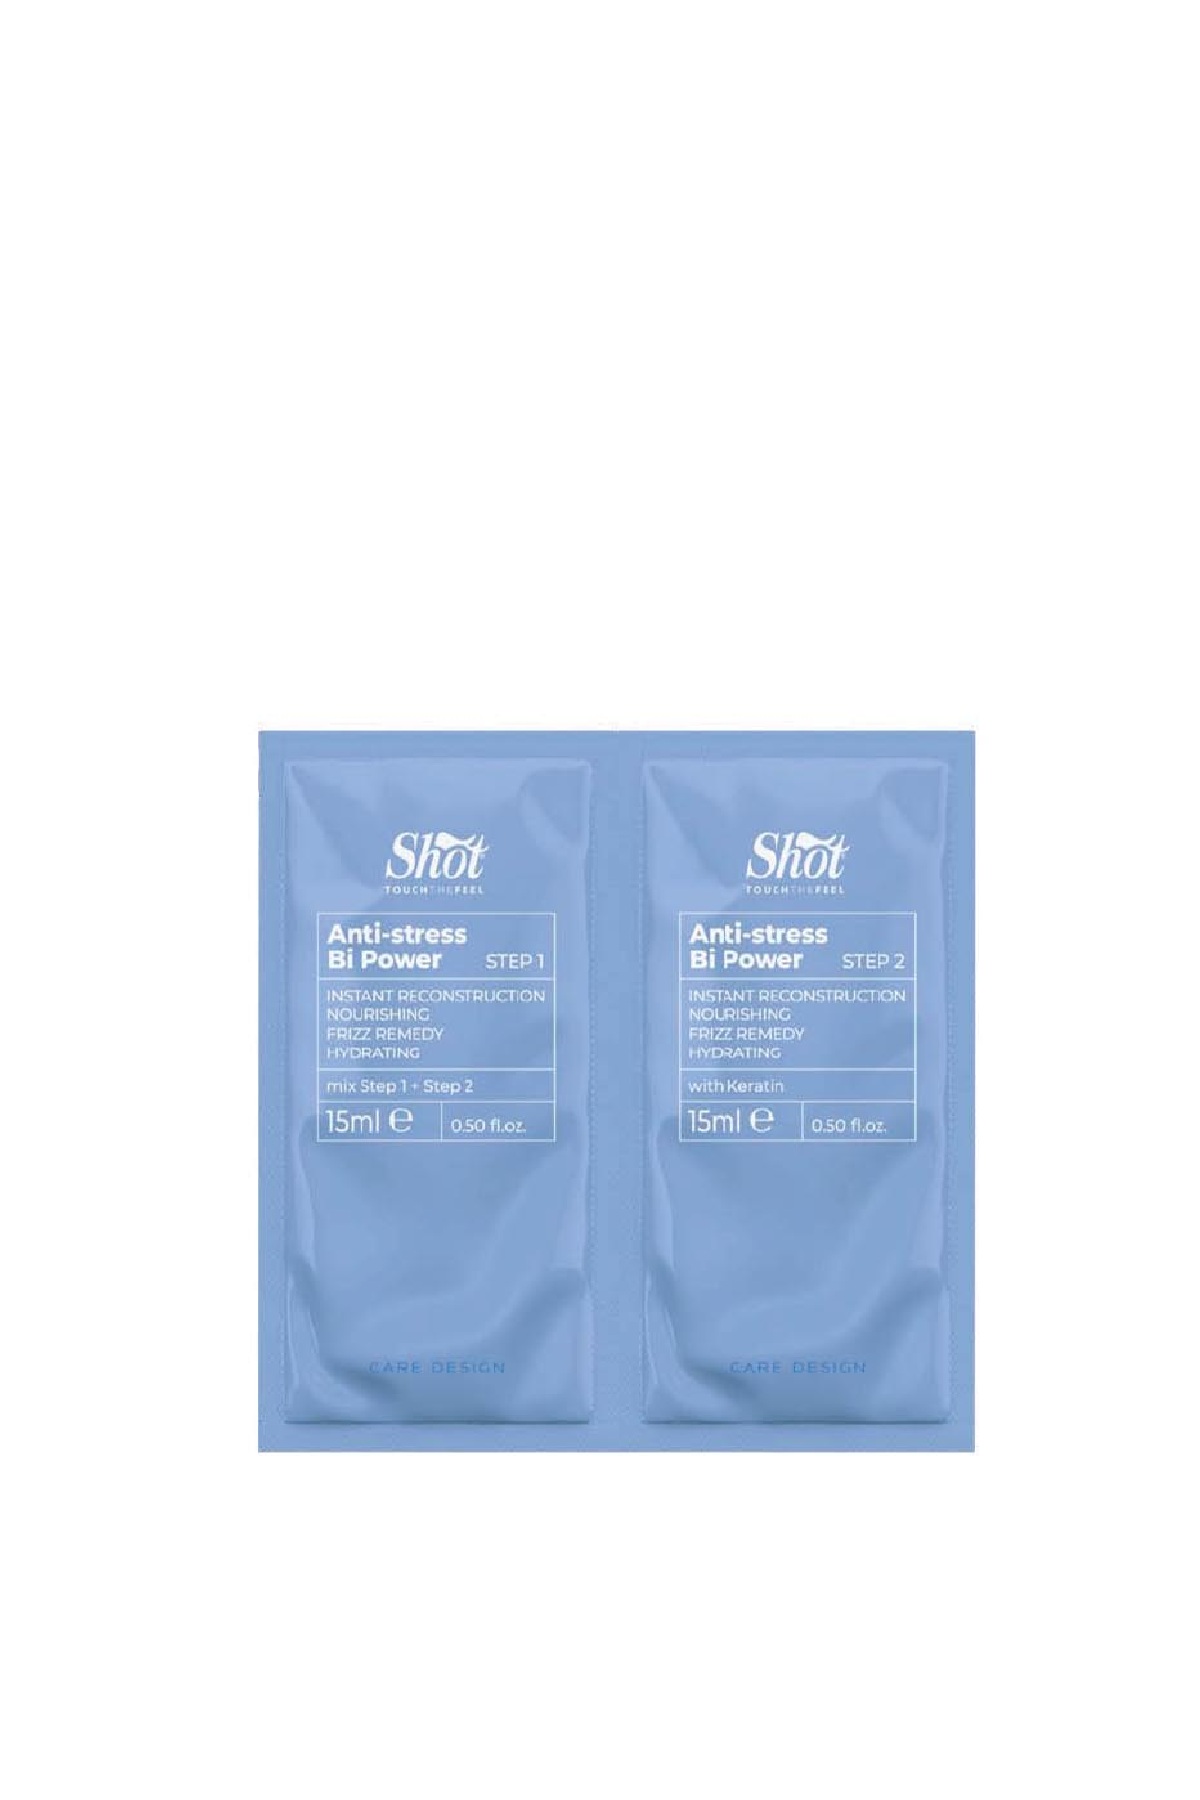 Shot
TOUCHTHEFEEL
Anti-stress
Bi Power STEP 1
INSTANT RECONSTRUCTION
NOURISHING
FRIZZ REMEDY
HYDRATING
mix Step 1 + Step 2
15ml ℮ 0.50 fl.oz.
CARE DESIGN
Shot
TOUCHTHEFEEL
Anti-stress
Bi Power STEP 2
INSTANT RECONSTRUCTION
NOURISHING
FRIZZ REMEDY
HYDRATING
with Keratin
15ml ℮ 0.50 fl.oz.
CARE DESIGN